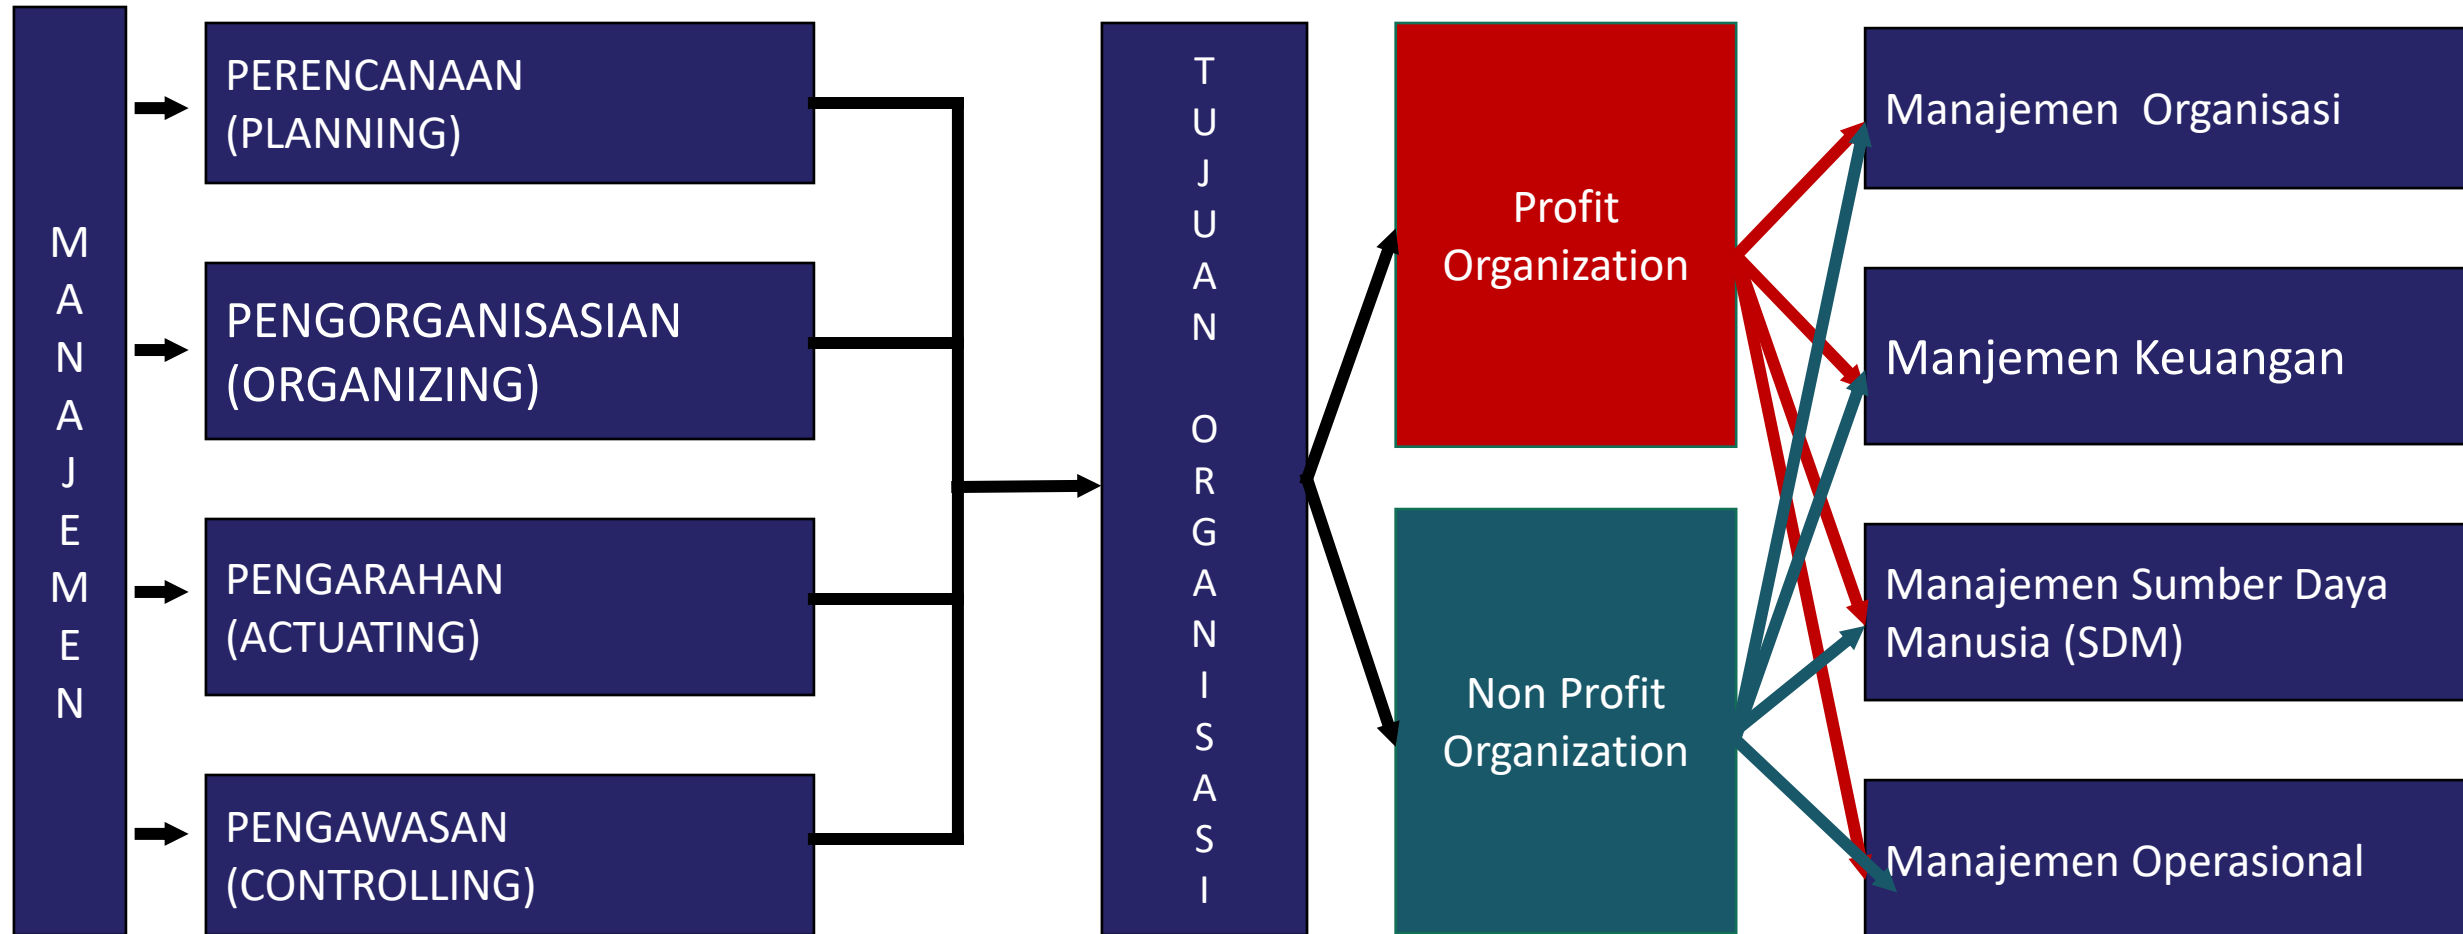 MANAJEMEN
PERENCANAAN
(PLANNING)
PENGORGANISASIAN
(ORGANIZING)
PENGARAHAN
(ACTUATING)
PENGAWASAN
(CONTROLLING)
TUJUAN ORGANISASI
Profit
Organization
Non Profit
Organization
Manajemen  Organisasi
Manjemen Keuangan
Manajemen Sumber Daya
Manusia (SDM)
Manajemen Operasional